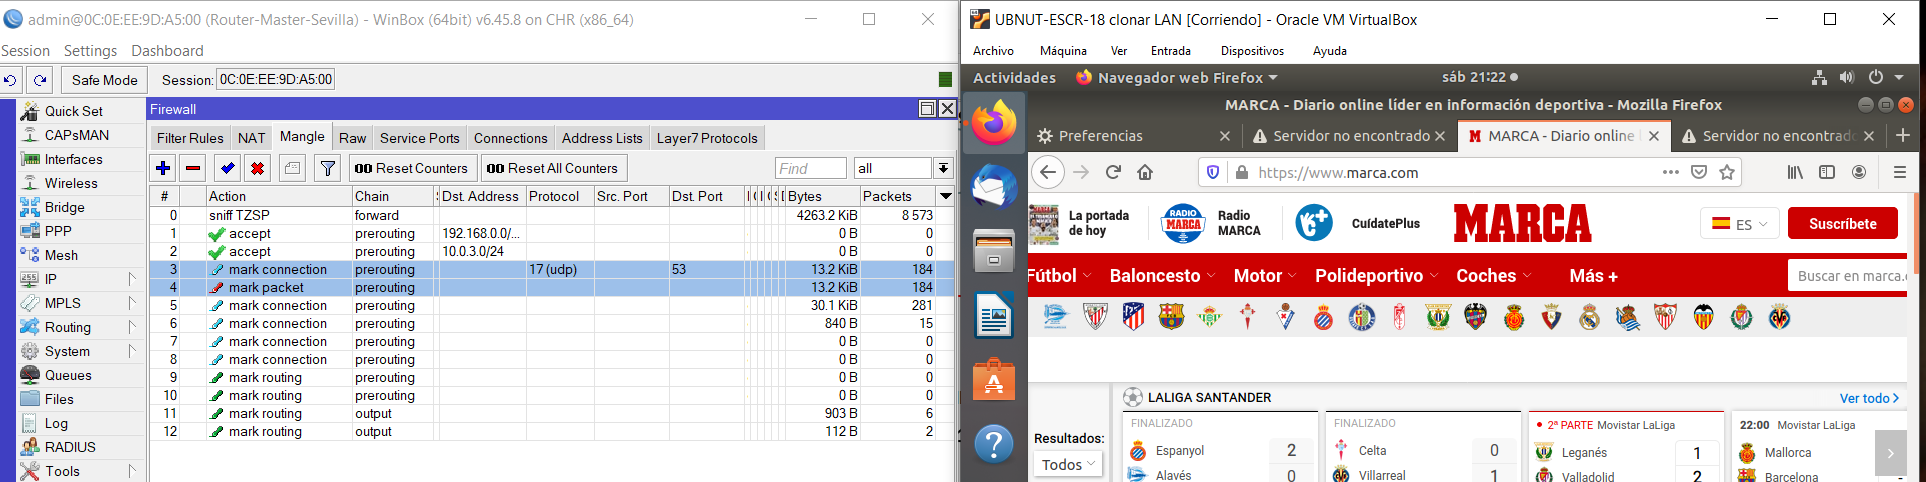 admin@0C:0E:EE:9D:A5:00 (Router-Master-Sevilla) - WinBox (64bit) v6.45.8 on CHR (x86_64)
Session Settings Dashboard
Safe Mode Session: 0C:0E:EE:9D:A5:00
Quick Set
CAPsMAN
Interfaces
Wireless
Bridge
PPP
Mesh
IP
MPLS
Routing
System
Queues
Files
Log
RADIUS
Tools
Firewall
Filter Rules NAT Mangle Raw Service Ports Connections Address Lists Layer7 Protocols
00 Reset Counters 00 Reset All Counters Find all
# Action Chain Dst. Address Protocol Src. Port Dst. Port Bytes Packets
0 sniff TZSP forward 4263.2 KiB 8 573
1 accept prerouting 192.168.0.0/... 0 B 0
2 accept prerouting 10.0.3.0/24 0 B 0
3 mark connection prerouting 17 (udp) 53 13.2 KiB 184
4 mark packet prerouting 13.2 KiB 184
5 mark connection prerouting 30.1 KiB 281
6 mark connection prerouting 840 B 15
7 mark connection prerouting 0 B 0
8 mark connection prerouting 0 B 0
9 mark routing prerouting 0 B 0
10 mark routing prerouting 0 B 0
11 mark routing output 903 B 6
12 mark routing output 112 B 2
UBNUT-ESCR-18 clonar LAN [Corriendo] - Oracle VM VirtualBox
Archivo Máquina Ver Entrada Dispositivos Ayuda
Actividades Navegador web Firefox sáb 21:22
MARCA - Diario online líder en información deportiva - Mozilla Firefox
Preferencias Servidor no encontrado MARCA - Diario online Servidor no encontrado
https://www.marca.com
La portada de hoy
RADIO MARCA
Radio MARCA
CuídatePlus
MARCA
ES
Suscríbete
Fútbol Baloncesto Motor Polideportivo Coches Más + Buscar en marca.c
LALIGA SANTANDER Ver todo
Resultados:
Todos
FINALIZADO
Espanyol 2
Alavés 0
FINALIZADO
Celta 0
Villarreal 1
2ª PARTE Movistar LaLiga
Leganés 1
Valladolid 2
22:00 Movistar LaLiga
Mallorca
Barcelona -